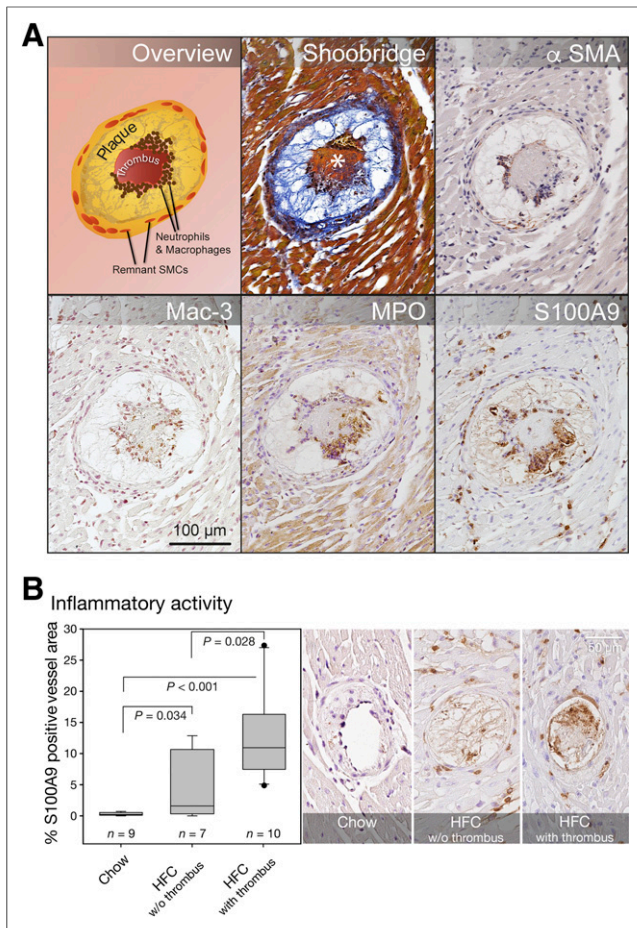 A
Overview
Shoobridge
α SMA
Plaque
Thrombus
*
Neutrophils
& Macrophages
Remnant SMCs
Mac-3
MPO
S100A9
100 µm
B
Inflammatory activity
% S100A9 positive vessel area
30
25
20
15
10
5
0
P = 0.028
P < 0.001
P = 0.034
n = 9
n = 7
n = 10
Chow
HFC
w/o thrombus
HFC
with thrombus
50 µm
Chow
HFC
w/o thrombus
HFC
with thrombus